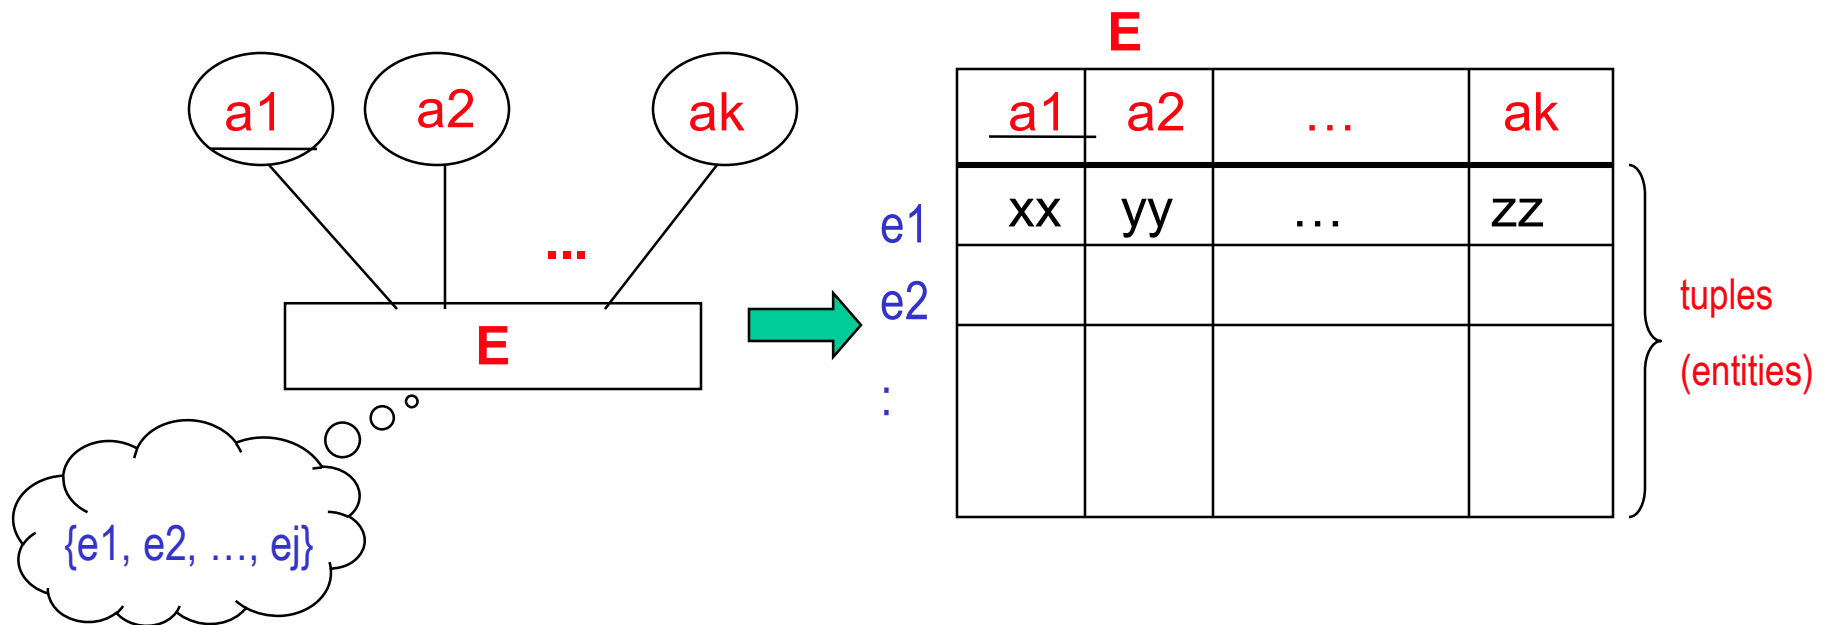 a1 a2 ak
...
E
{e1, e2, …, ej}
E
a1 a2 … ak
e1 xx yy … zz
e2
:
tuples
(entities)